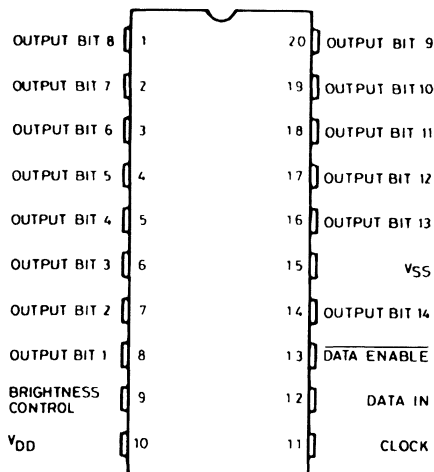 OUTPUT BIT 8 1 20 OUTPUT BIT 9
OUTPUT BIT 7 2 19 OUTPUT BIT 10
OUTPUT BIT 6 3 18 OUTPUT BIT 11
OUTPUT BIT 5 4 17 OUTPUT BIT 12
OUTPUT BIT 4 5 16 OUTPUT BIT 13
OUTPUT BIT 3 6 15 VSS
OUTPUT BIT 2 7 14 OUTPUT BIT 14
OUTPUT BIT 1 8 13 DATA ENABLE
BRIGHTNESS
CONTROL 9 12 DATA IN
VDD 10 11 CLOCK